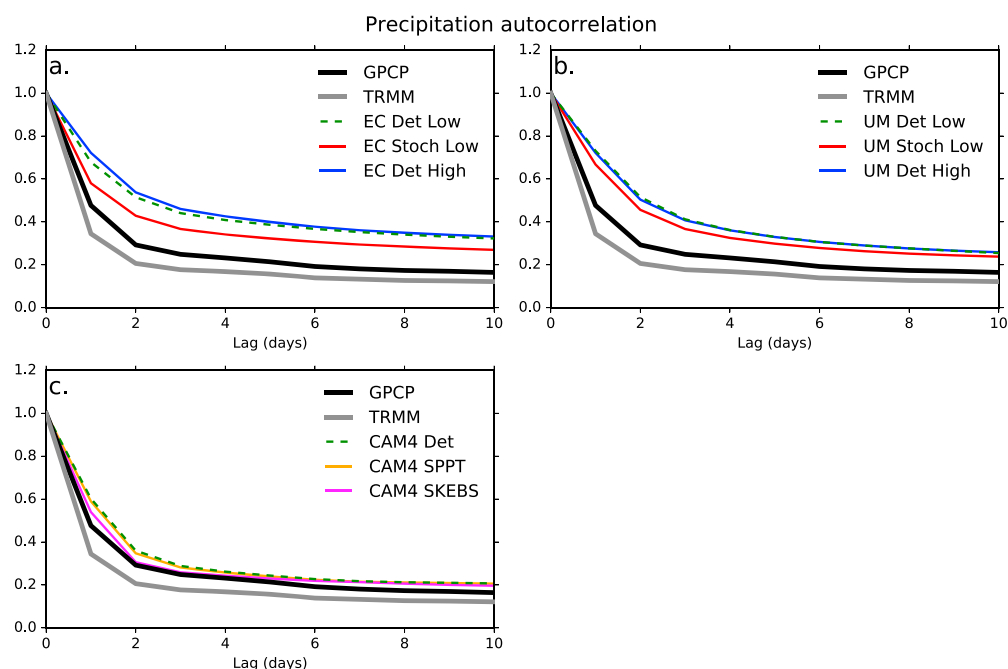 Precipitation autocorrelation
a.
GPCP
TRMM
EC Det Low
EC Stoch Low
EC Det High
1.2
1.0
0.8
0.6
0.4
0.2
0.0
0 2 4 6 8 10
Lag (days)
b.
GPCP
TRMM
UM Det Low
UM Stoch Low
UM Det High
1.2
1.0
0.8
0.6
0.4
0.2
0.0
0 2 4 6 8 10
Lag (days)
c.
GPCP
TRMM
CAM4 Det
CAM4 SPPT
CAM4 SKEBS
1.2
1.0
0.8
0.6
0.4
0.2
0.0
0 2 4 6 8 10
Lag (days)